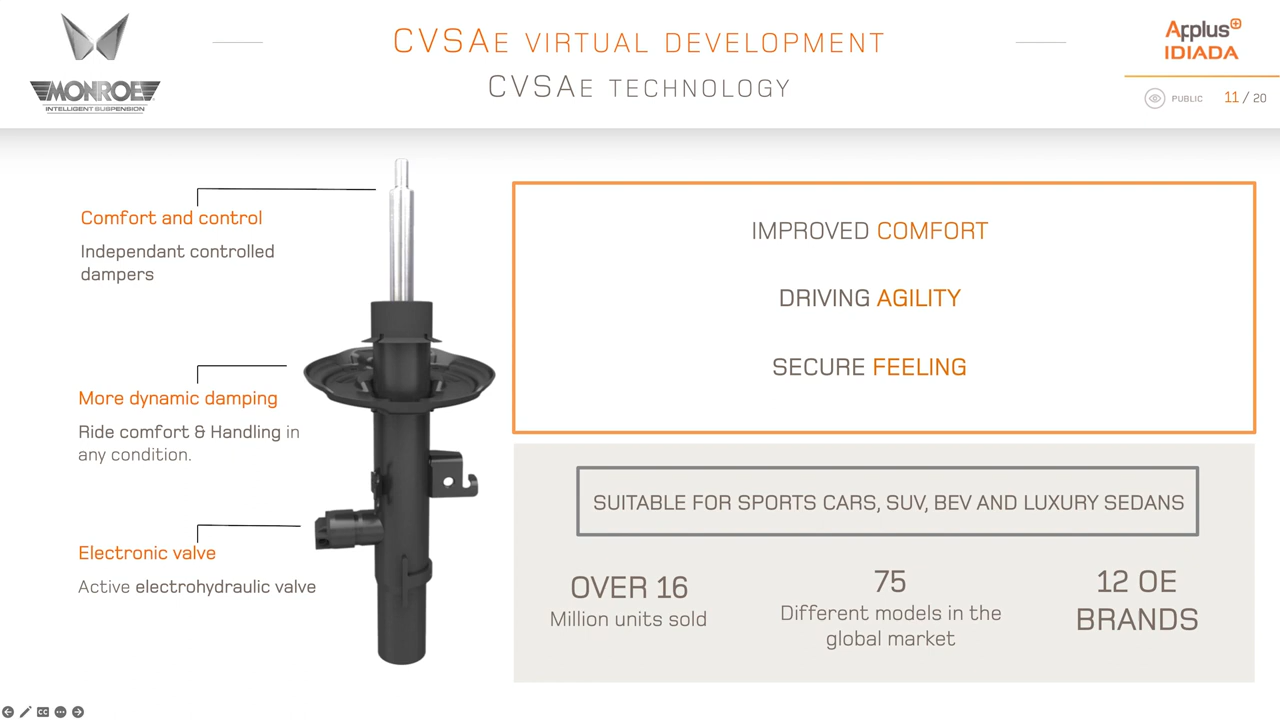 CVSAE VIRTUAL DEVELOPMENT
CVSAE TECHNOLOGY
MONROE
INTELLIGENT SUSPENSION
Applus+
IDIADA
PUBLIC 11 / 20
Comfort and control
Independant controlled
dampers
More dynamic damping
Ride comfort & Handling in
any condition.
Electronic valve
Active electrohydraulic valve
IMPROVED COMFORT
DRIVING AGILITY
SECURE FEELING
SUITABLE FOR SPORTS CARS, SUV, BEV AND LUXURY SEDANS
OVER 16
Million units sold
75
Different models in the
global market
12 OE
BRANDS
CC